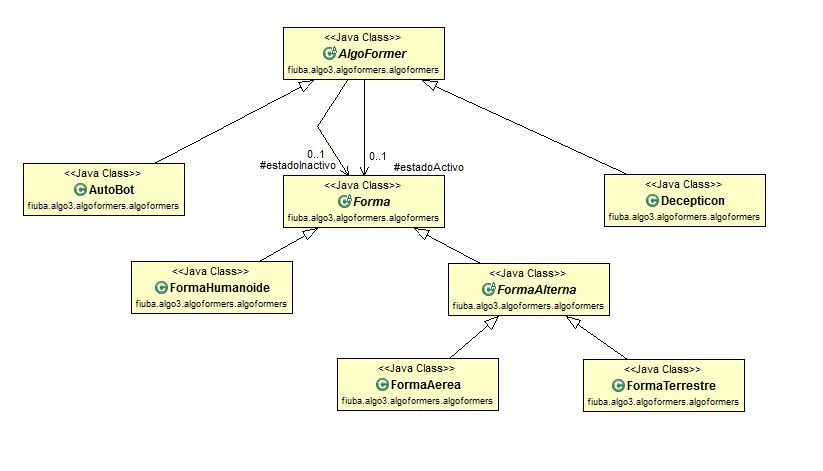 <<Java Class>>
AlgoFormer
fiuba.algo3.algoformers.algoformers
0..1
#estadoInactivo
0..1
#estadoActivo
<<Java Class>>
AutoBot
fiuba.algo3.algoformers.algoformers
<<Java Class>>
Forma
fiuba.algo3.algoformers.algoformers
<<Java Class>>
Decepticon
fiuba.algo3.algoformers.algoformers
<<Java Class>>
FormaHumanoide
fiuba.algo3.algoformers.algoformers
<<Java Class>>
FormaAlterna
fiuba.algo3.algoformers.algoformers
<<Java Class>>
FormaAerea
fiuba.algo3.algoformers.algoformers
<<Java Class>>
FormaTerrestre
fiuba.algo3.algoformers.algoformers